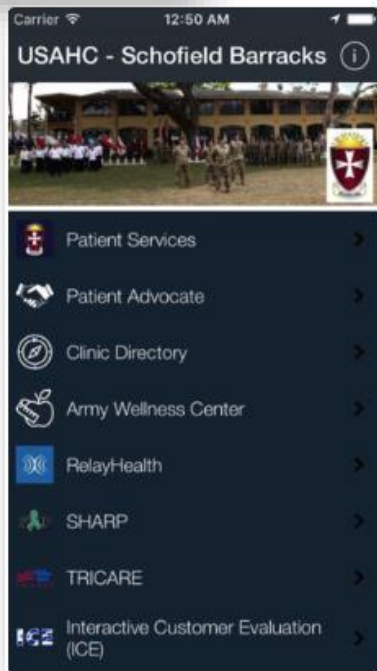 Carrier 12:50 AM
USAHC - Schofield Barracks i
Patient Services
Patient Advocate
Clinic Directory
Army Wellness Center
RelayHealth
SHARP
TRICARE
ICE Interactive Customer Evaluation
(ICE)